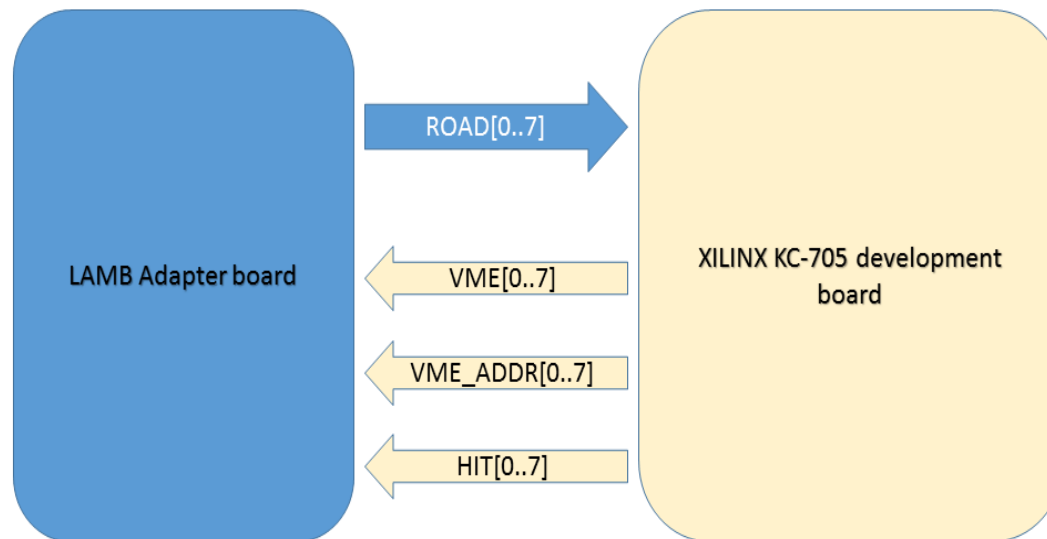 ROAD[0..7]
LAMB Adapter board
XILINX KC-705 development
board
VME[0..7]
VME_ADDR[0..7]
HIT[0..7]